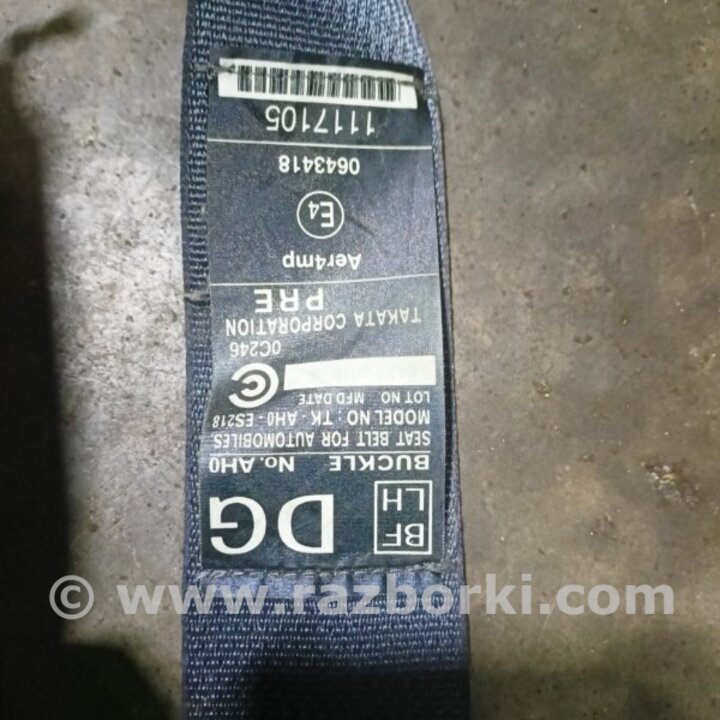 BF
LH
DG
BUCKLE No. AH0
SEAT BELT FOR AUTOMOBILES
MODEL NO : TK - AH0 - ES218
LOT NO MFD DATE
0C246
TAKATA CORPORATION
PRE
Aer4mp
E4
0643418
1117105
© www.razborki.com